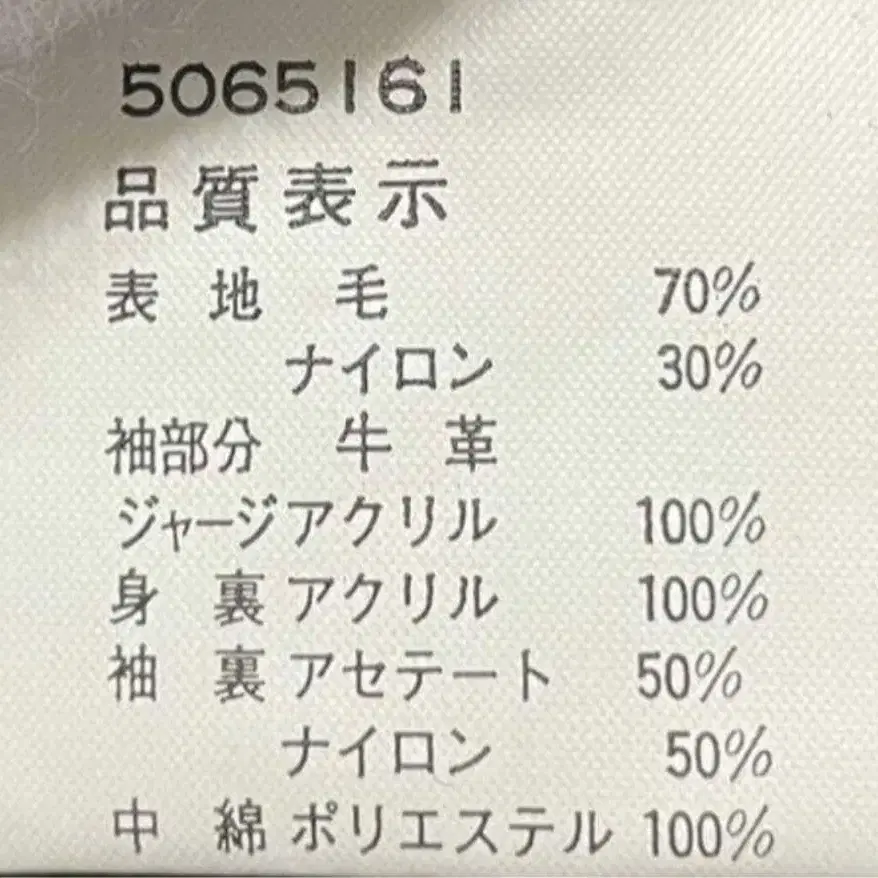 5065161
品質表示
表地 毛 70%
ナイロン 30%
袖部分 牛革
ジャージアクリル 100%
身裏アクリル 100%
袖裏アセテート 50%
ナイロン 50%
中綿ポリエステル 100%